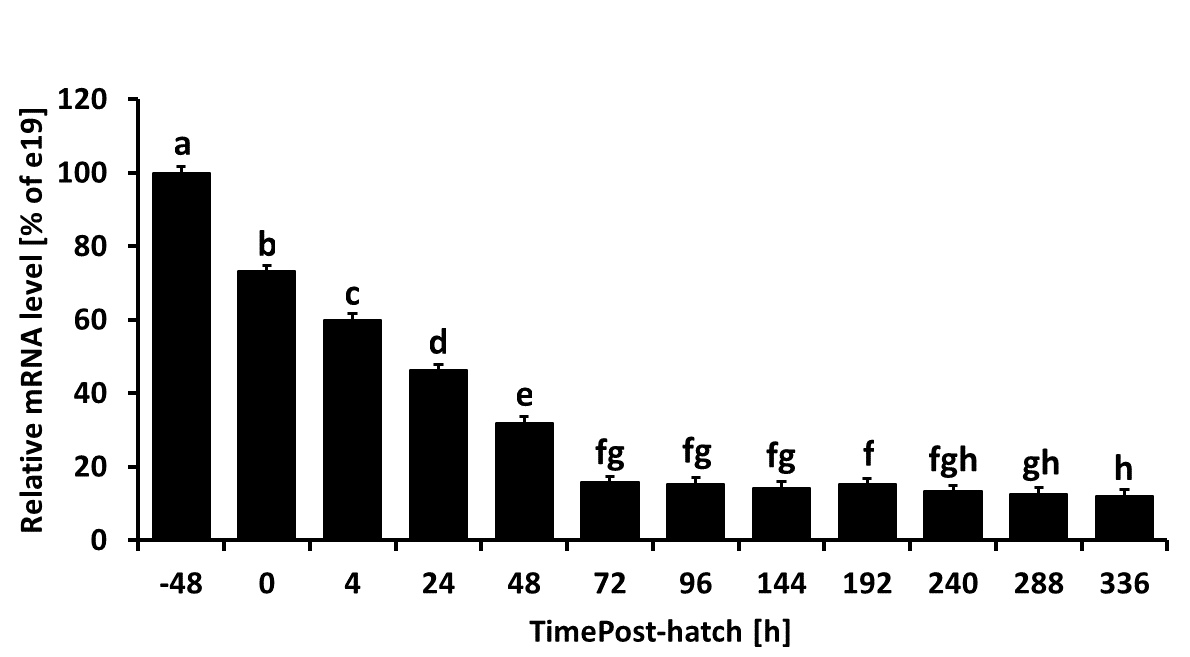 Relative mRNA level [% of e19]
120
100
80
60
40
20
0
a
b
c
d
e
fg
fg
fg
f
fgh
gh
h
-48 0 4 24 48 72 96 144 192 240 288 336
TimePost-hatch [h]